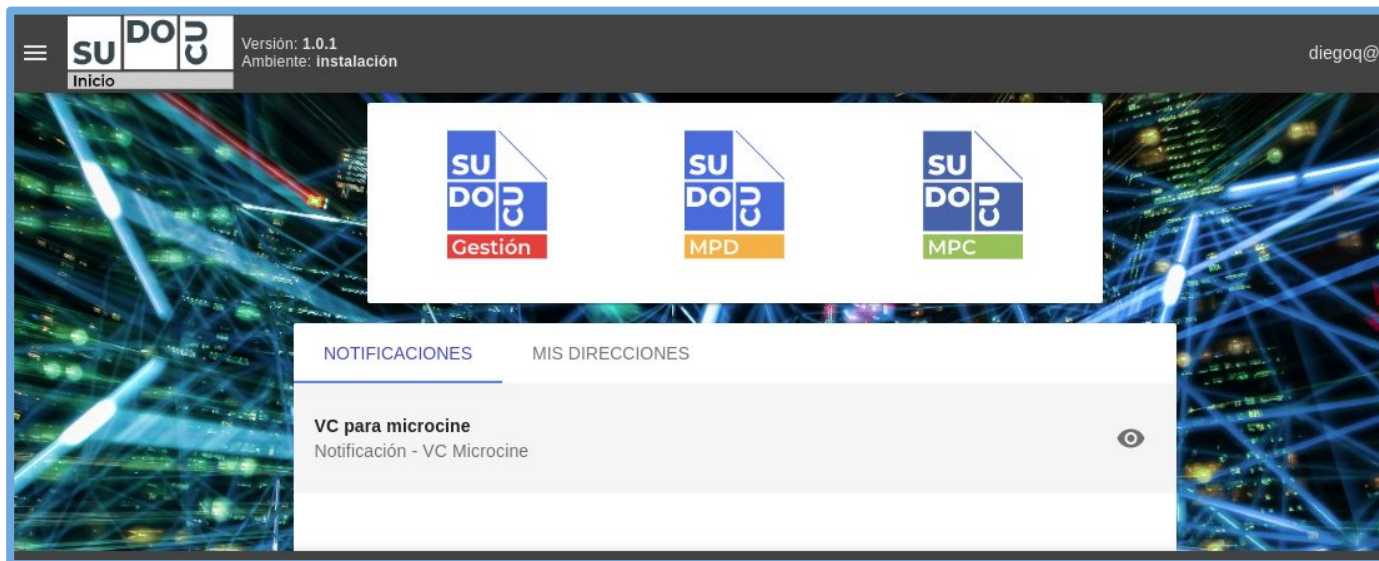 SU DO CU
Inicio
Versión: 1.0.1
Ambiente: instalación
diegoq@
SU
DO CU
Gestión
SU
DO CU
MPD
SU
DO CU
MPC
NOTIFICACIONES MIS DIRECCIONES
VC para microcine
Notificación - VC Microcine